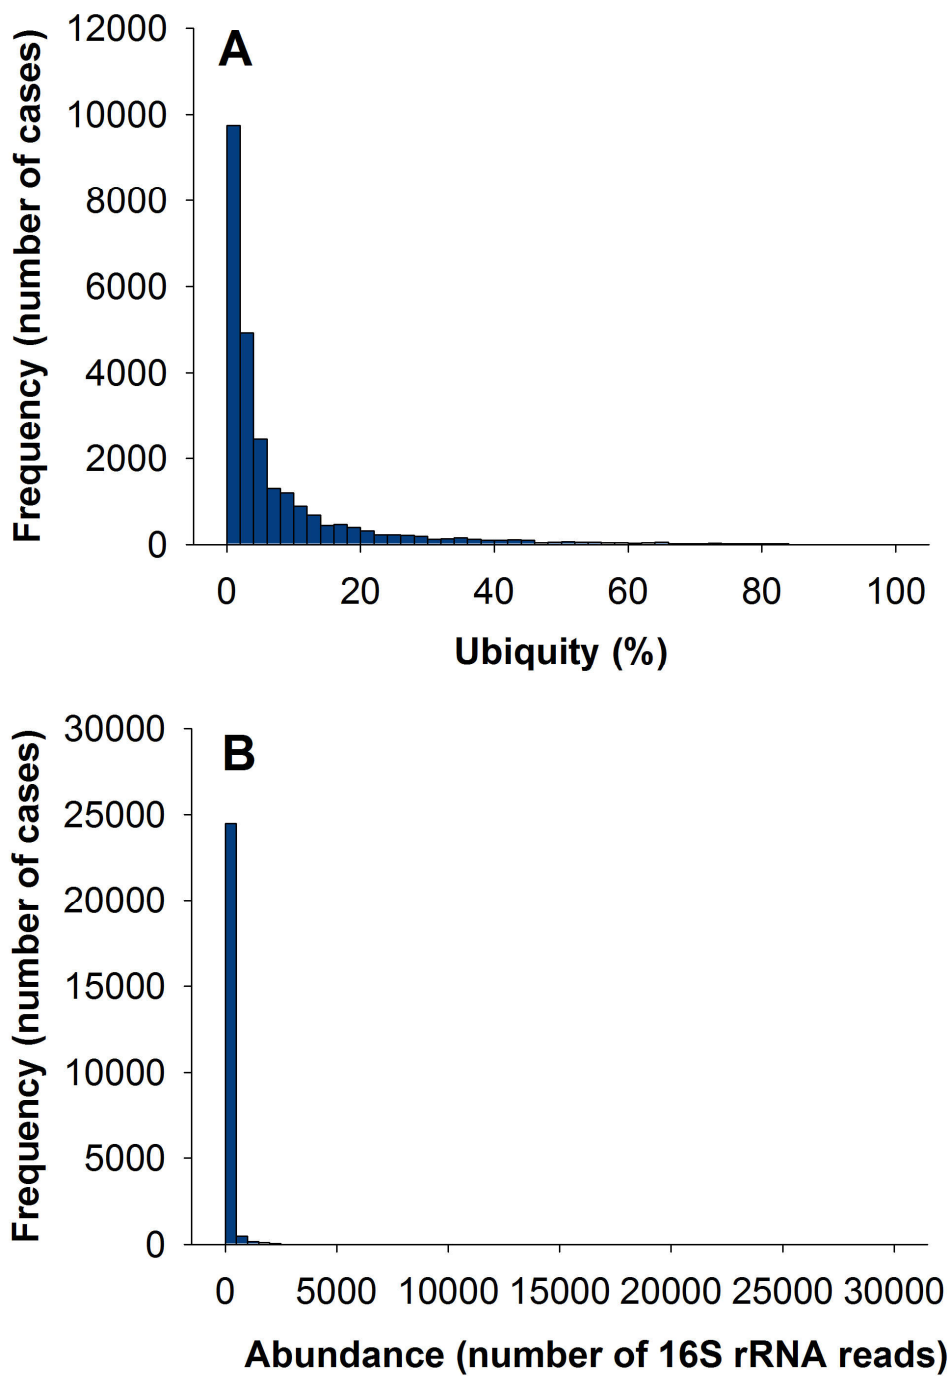 A
Frequency (number of cases)
12000
10000
8000
6000
4000
2000
0
0 20 40 60 80 100
Ubiquity (%)
B
Frequency (number of cases)
30000
25000
20000
15000
10000
5000
0
0 5000 10000 15000 20000 25000 30000
Abundance (number of 16S rRNA reads)